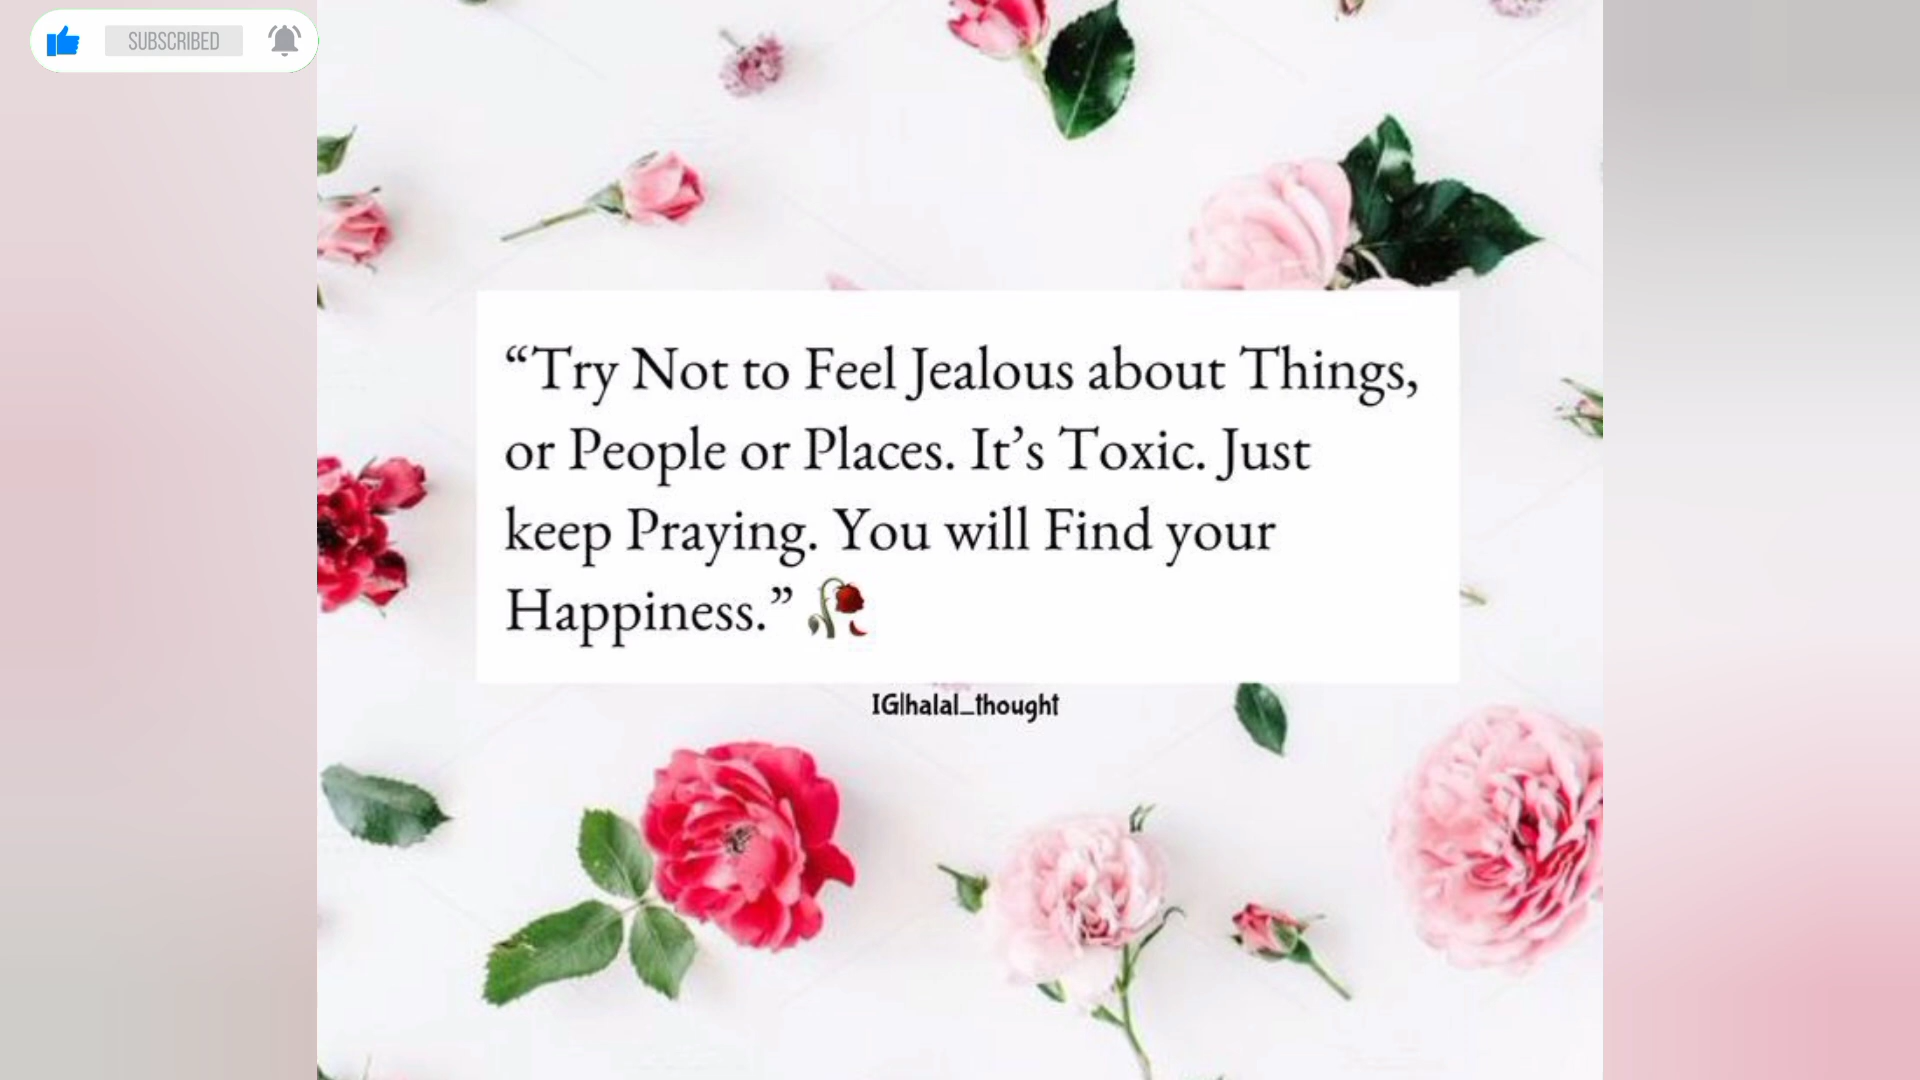 SUBSCRIBED
“Try Not to Feel Jealous about Things,
or People or Places. It’s Toxic. Just
keep Praying. You will Find your
Happiness.” 🥀
IG|halal_thought